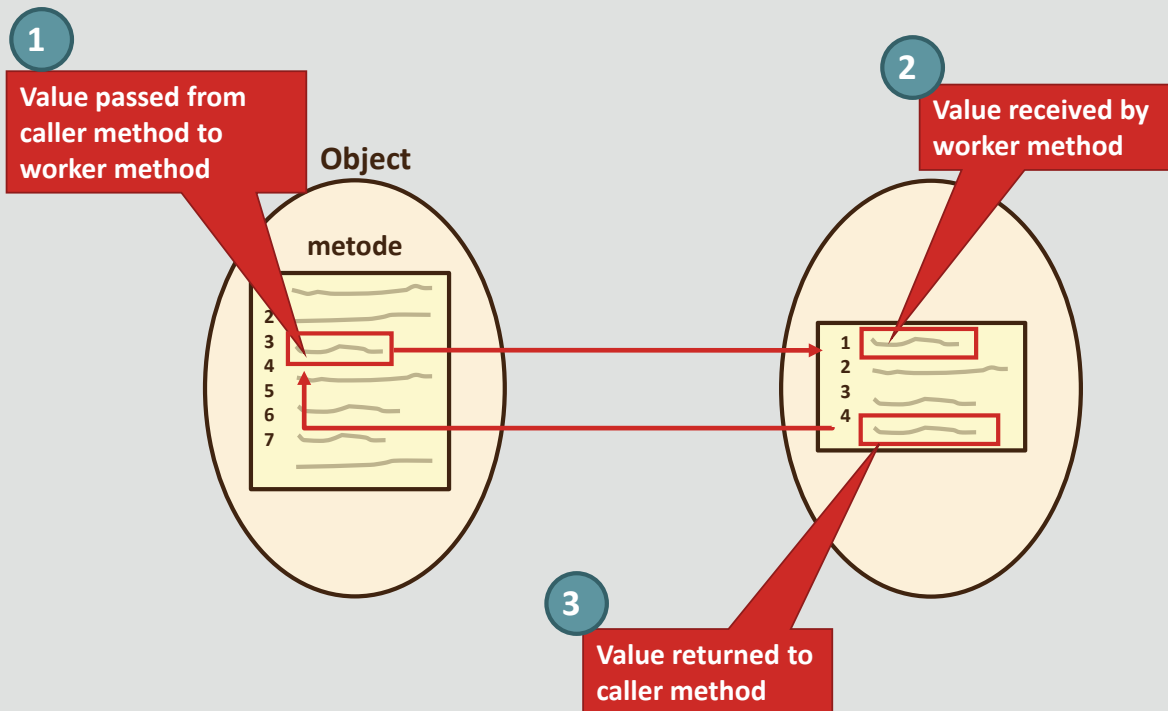 1
Value passed from
caller method to
worker method
2
Value received by
worker method
Object
metode
2
3
4
5
6
7
1
2
3
4
3
Value returned to
caller method